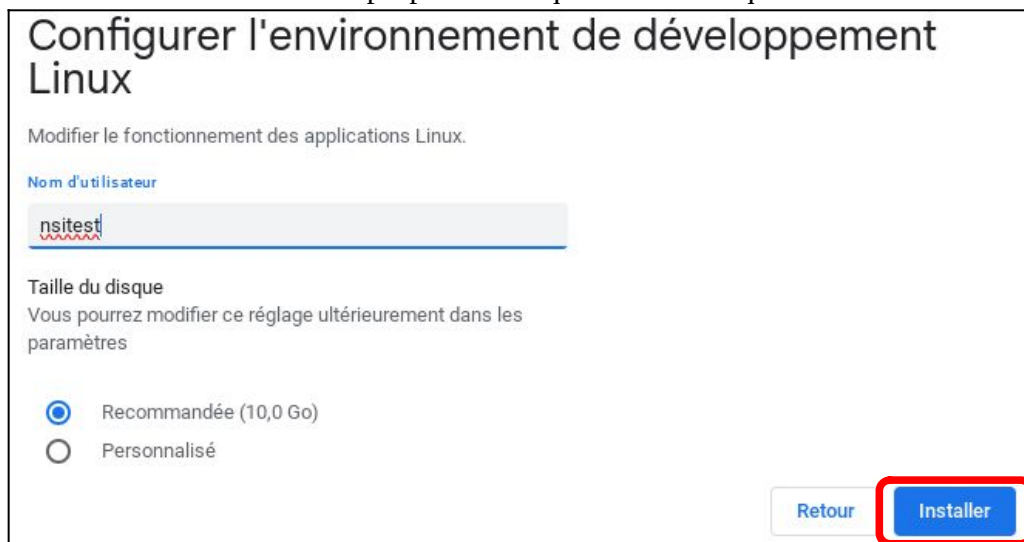 Configurer l'environnement de développement
Linux
Modifier le fonctionnement des applications Linux.
Nom d'utilisateur
nsitest
Taille du disque
Vous pourrez modifier ce réglage ultérieurement dans les
paramètres
Recommandée (10,0 Go)
Personnalisé
Retour
Installer